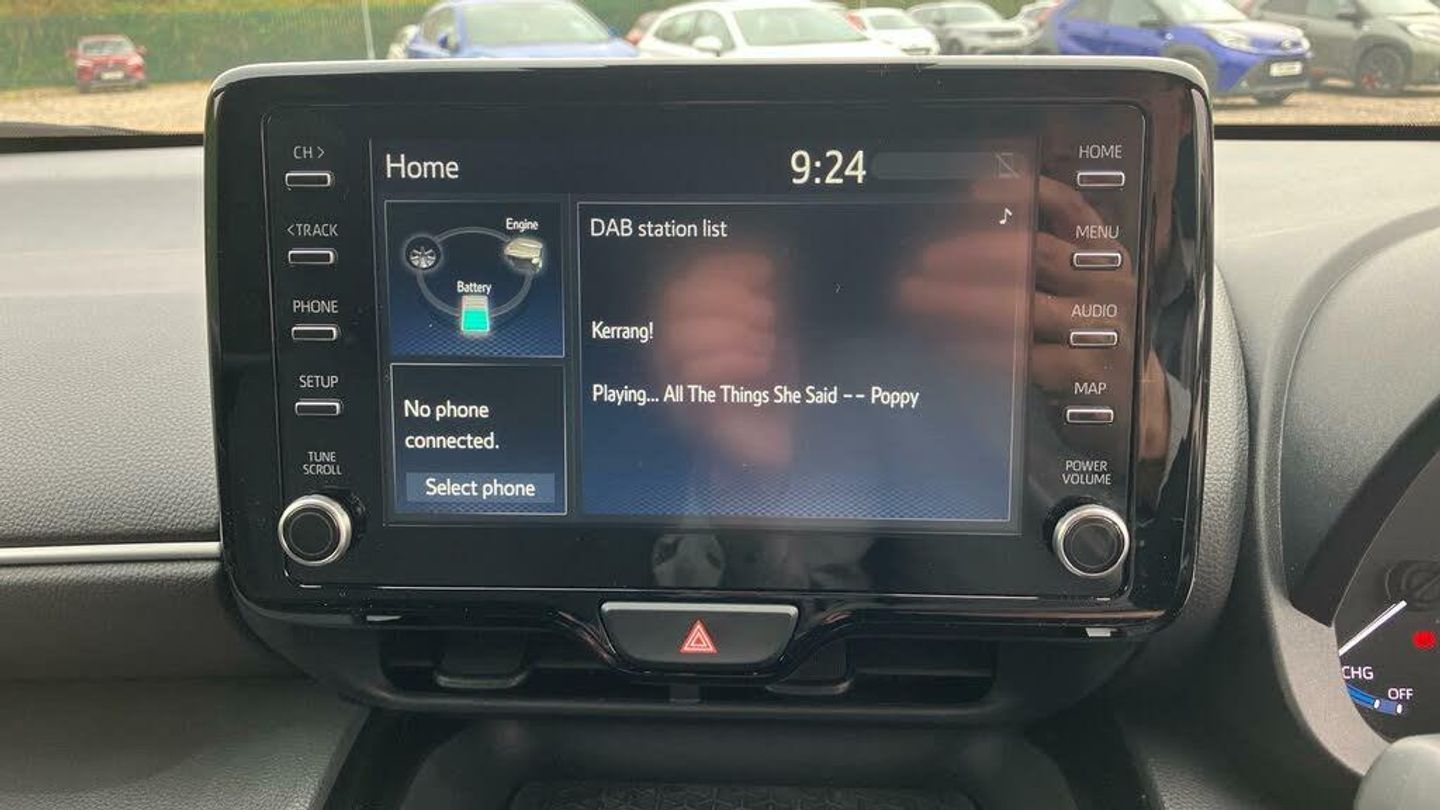 CH >
< TRACK
PHONE
SETUP
TUNE
SCROLL
Home
9:24
Engine
Battery
No phone
connected.
Select phone
DAB station list
Kerrang!
Playing... All The Things She Said -- Poppy
HOME
MENU
AUDIO
MAP
POWER
VOLUME
CHG
OFF